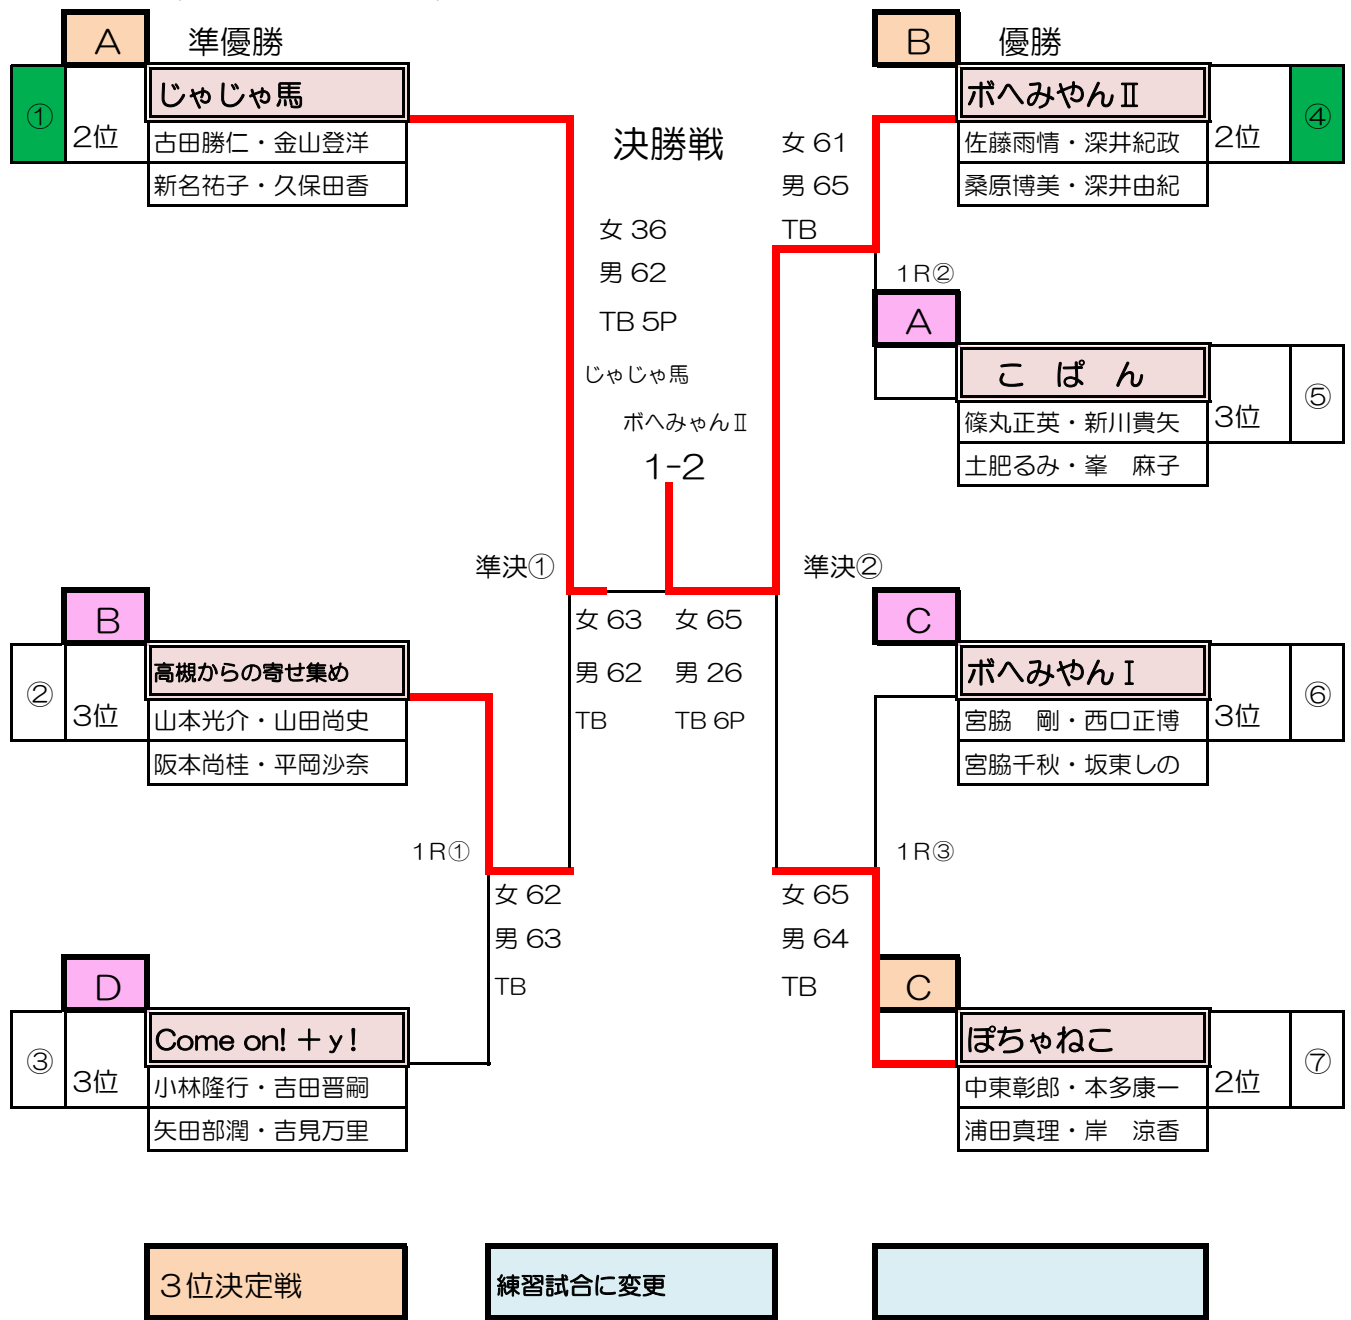 A 準優勝
① 2位
じゃじゃ馬
古田勝仁・金山登洋
新名祐子・久保田香
B 優勝
ボヘみやんⅡ
佐藤雨情・深井紀政
桑原博美・深井由紀
2位 ④
決勝戦
女 36
男 62
TB 5P
じゃじゃ馬
ボヘみゃんⅡ
1-2
女 61
男 65
TB
1R②
A
こ ぱ ん
篠丸正英・新川貴矢
土肥るみ・峯 麻子
3位 ⑤
準決①
準決②
女 63
男 62
TB
女 65
男 26
TB 6P
B
② 3位
高槻からの寄せ集め
山本光介・山田尚史
阪本尚桂・平岡沙奈
C
ボヘみやんⅠ
宮脇 剛・西口正博
宮脇千秋・坂東しの
3位 ⑥
1R①
女 62
男 63
TB
1R③
女 65
男 64
TB
D
③ 3位
Come on!＋y!
小林隆行・吉田晋嗣
矢田部潤・吉見万里
C
ぽちゃねこ
中東彰郎・本多康一
浦田真理・岸 涼香
2位 ⑦
３位決定戦
練習試合に変更